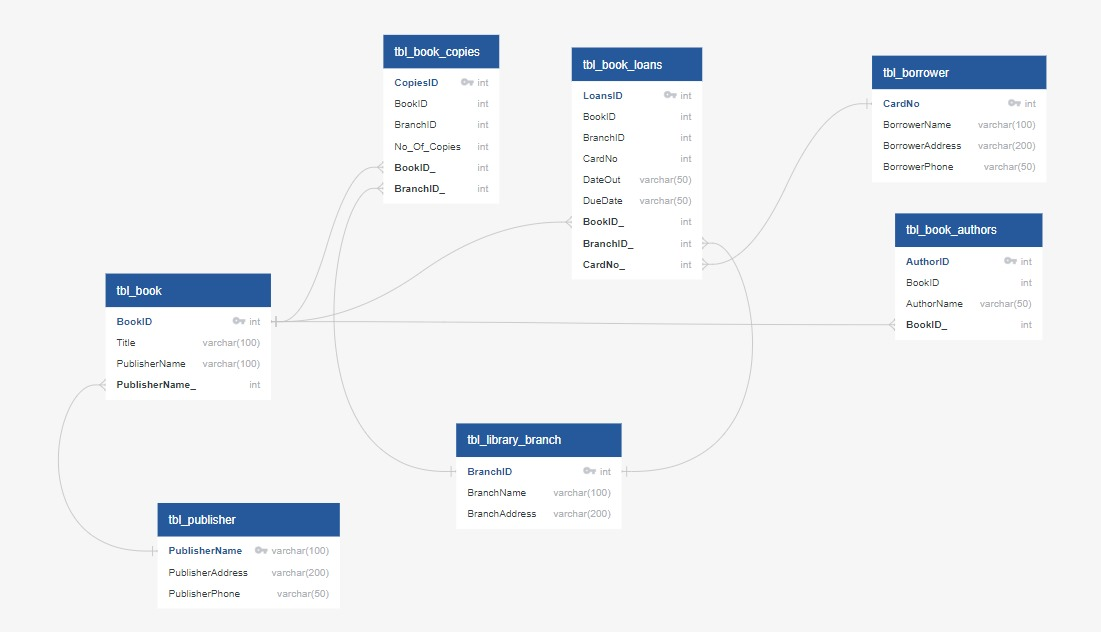 tbl_book_copies
CopiesID int
BookID int
BranchID int
No_Of_Copies int
BookID_ int
BranchID_ int
tbl_book_loans
LoansID int
BookID int
BranchID int
CardNo int
DateOut varchar(50)
DueDate varchar(50)
BookID_ int
BranchID_ int
CardNo_ int
tbl_borrower
CardNo int
BorrowerName varchar(100)
BorrowerAddress varchar(200)
BorrowerPhone varchar(50)
tbl_book_authors
AuthorID int
BookID int
AuthorName varchar(50)
BookID_ int
tbl_book
BookID int
Title varchar(100)
PublisherName varchar(100)
PublisherName_ int
tbl_library_branch
BranchID int
BranchName varchar(100)
BranchAddress varchar(200)
tbl_publisher
PublisherName varchar(100)
PublisherAddress varchar(200)
PublisherPhone varchar(50)